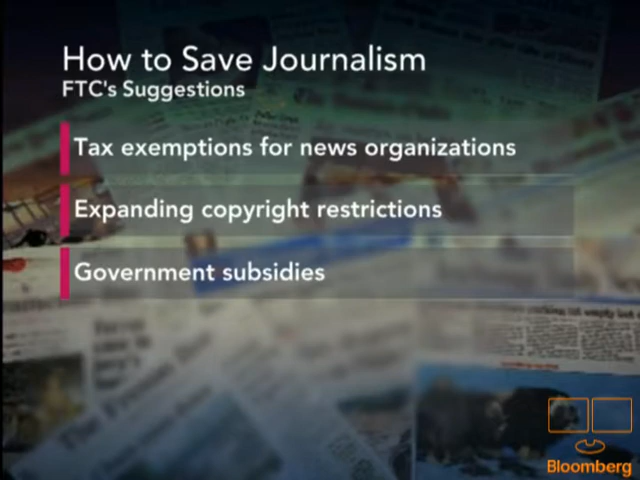 How to Save Journalism
FTC's Suggestions
Tax exemptions for news organizations
Expanding copyright restrictions
Government subsidies
Bloomberg